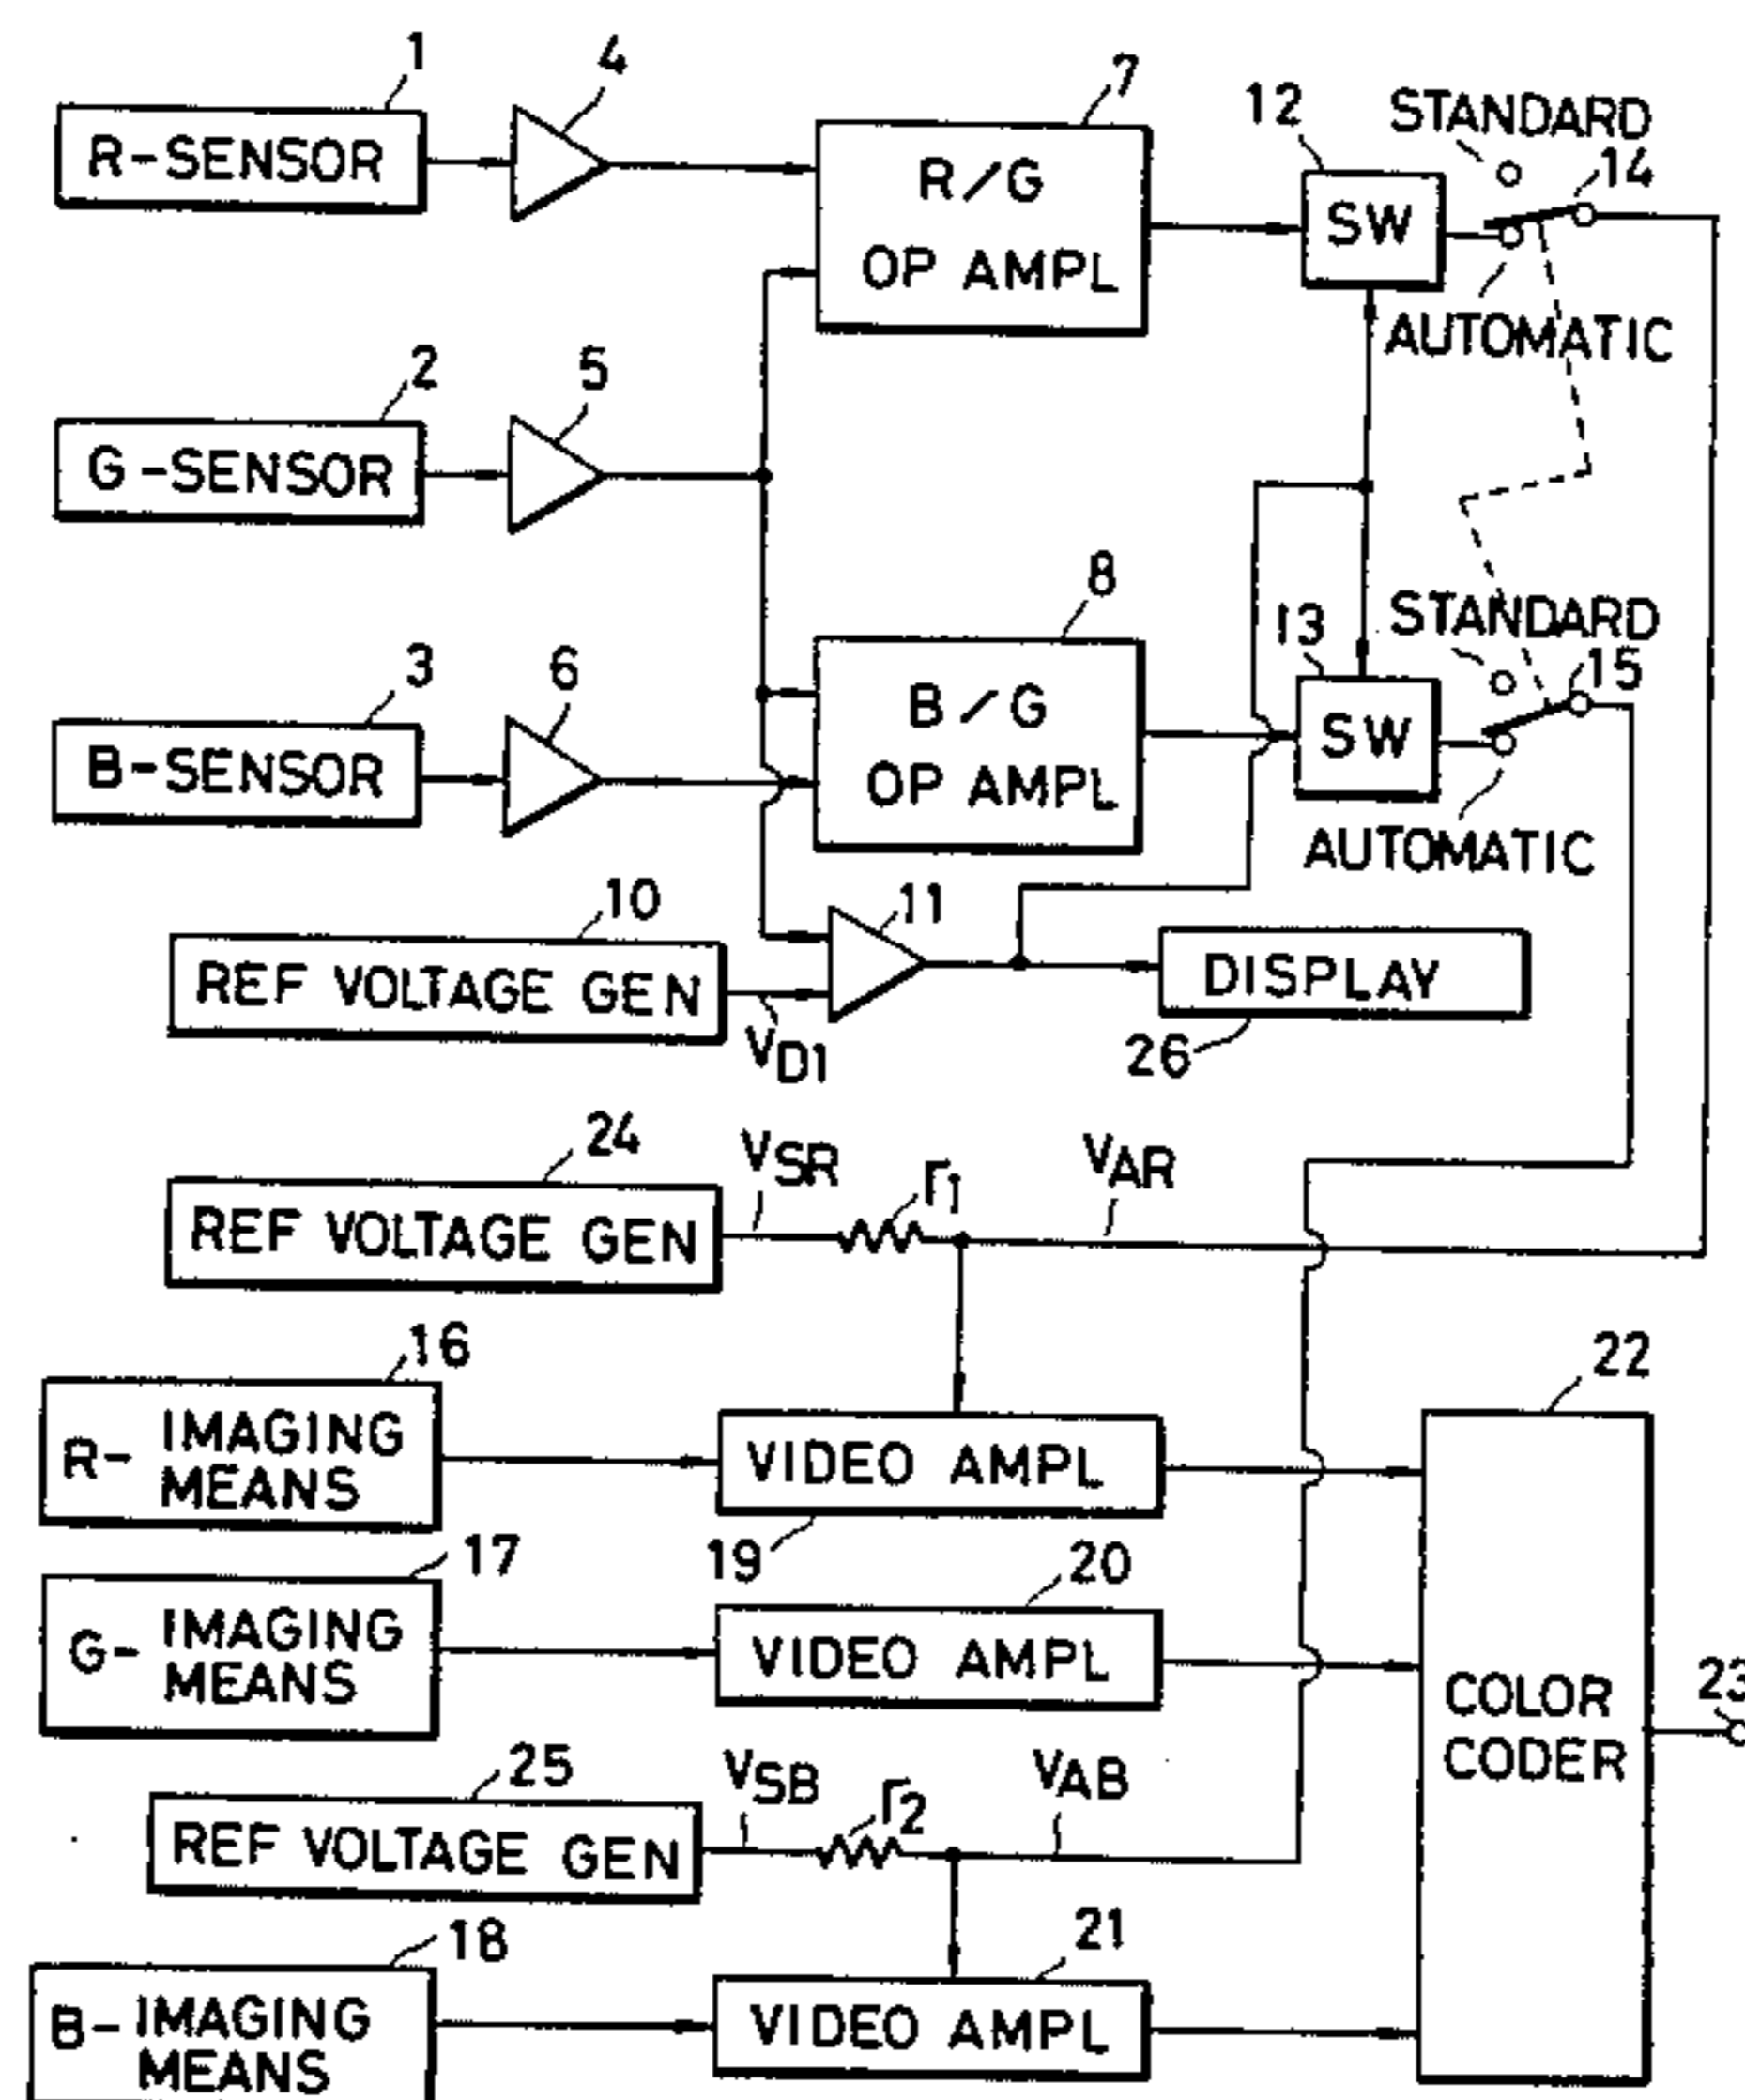 1
4
7
12
STANDARD
R-SENSOR
R/G
OP AMPL
SW
14
AUTOMATIC
2
5
G-SENSOR
8
STANDARD
3
6
13
15
B-SENSOR
B/G
OP AMPL
SW
AUTOMATIC
10
11
REF VOLTAGE GEN
DISPLAY
VD1
26
24
VSR
r1
VAR
REF VOLTAGE GEN
16
22
R- IMAGING
MEANS
VIDEO AMPL
17
19
20
G- IMAGING
MEANS
VIDEO AMPL
COLOR
CODER
23
25
VSB
r2
VAB
REF VOLTAGE GEN
18
21
B- IMAGING
MEANS
VIDEO AMPL